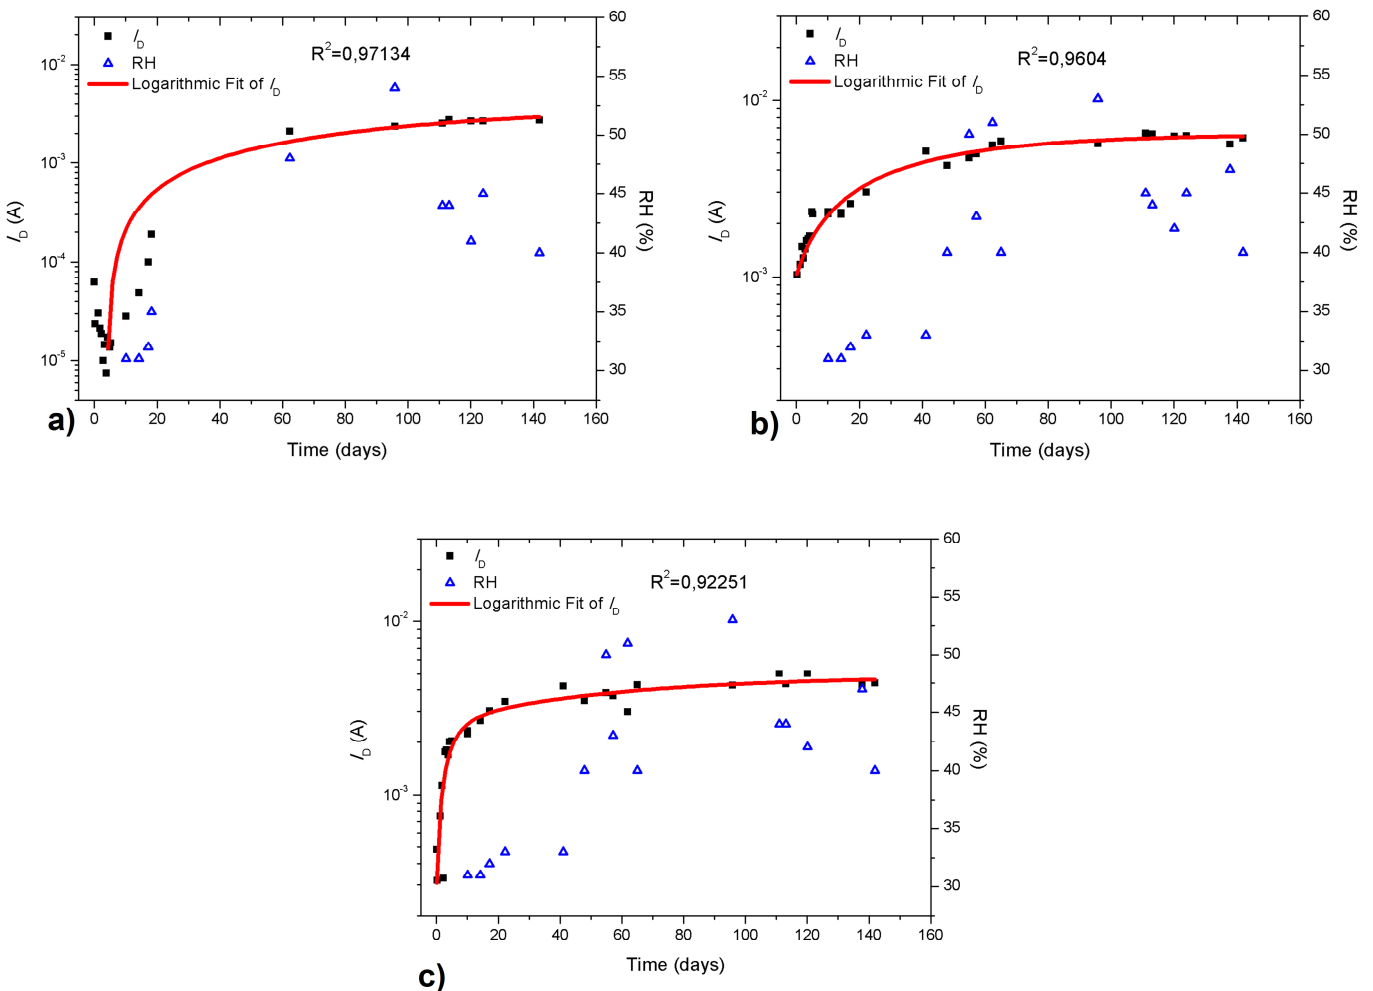 I_D
RH
Logarithmic Fit of I_D
R²=0,97134
10⁻²
10⁻³
10⁻⁴
10⁻⁵
I_D (A)
60
55
50
45
40
35
30
RH (%)
0 20 40 60 80 100 120 140 160
Time (days)
a)
I_D
RH
Logarithmic Fit of I_D
R²=0,9604
10⁻²
10⁻³
I_D (A)
60
55
50
45
40
35
30
RH (%)
0 20 40 60 80 100 120 140 160
Time (days)
b)
I_D
RH
Logarithmic Fit of I_D
R²=0,92251
10⁻²
10⁻³
I_D (A)
60
55
50
45
40
35
30
RH (%)
0 20 40 60 80 100 120 140 160
Time (days)
c)